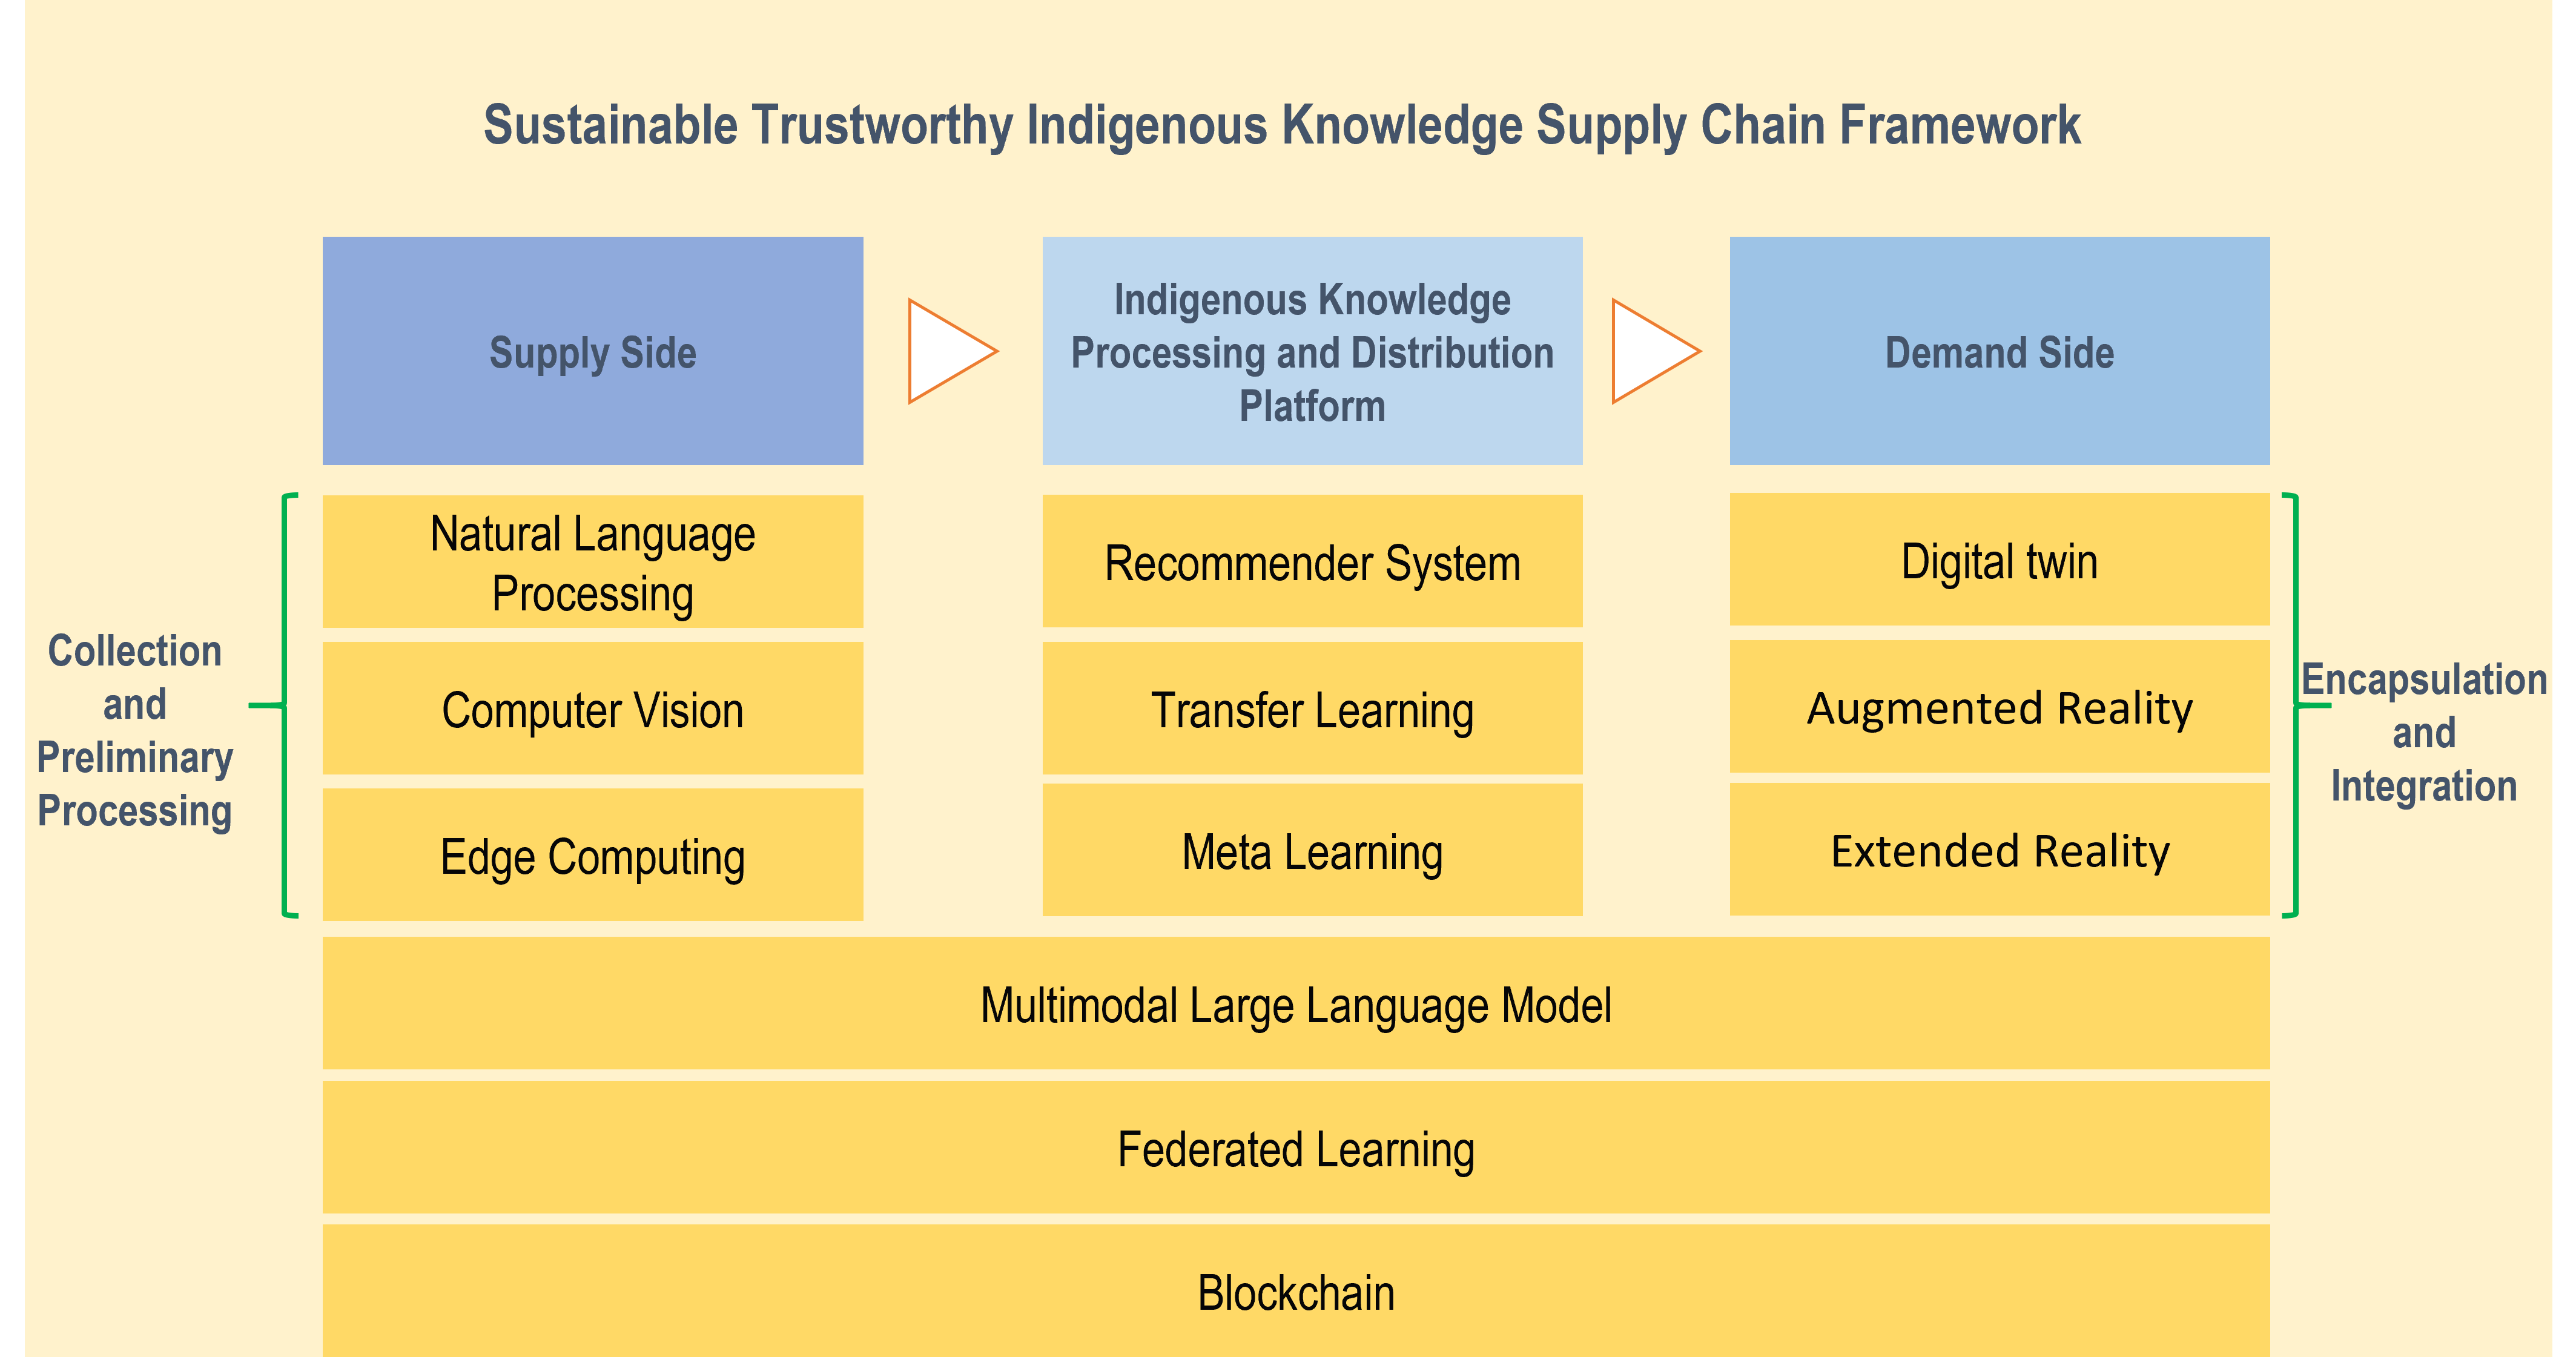 Sustainable Trustworthy Indigenous Knowledge Supply Chain Framework
Supply Side
Indigenous Knowledge
Processing and Distribution
Platform
Demand Side
Collection
and
Preliminary
Processing
Natural Language
Processing
Computer Vision
Edge Computing
Recommender System
Transfer Learning
Meta Learning
Digital twin
Augmented Reality
Extended Reality
Encapsulation
and
Integration
Multimodal Large Language Model
Federated Learning
Blockchain